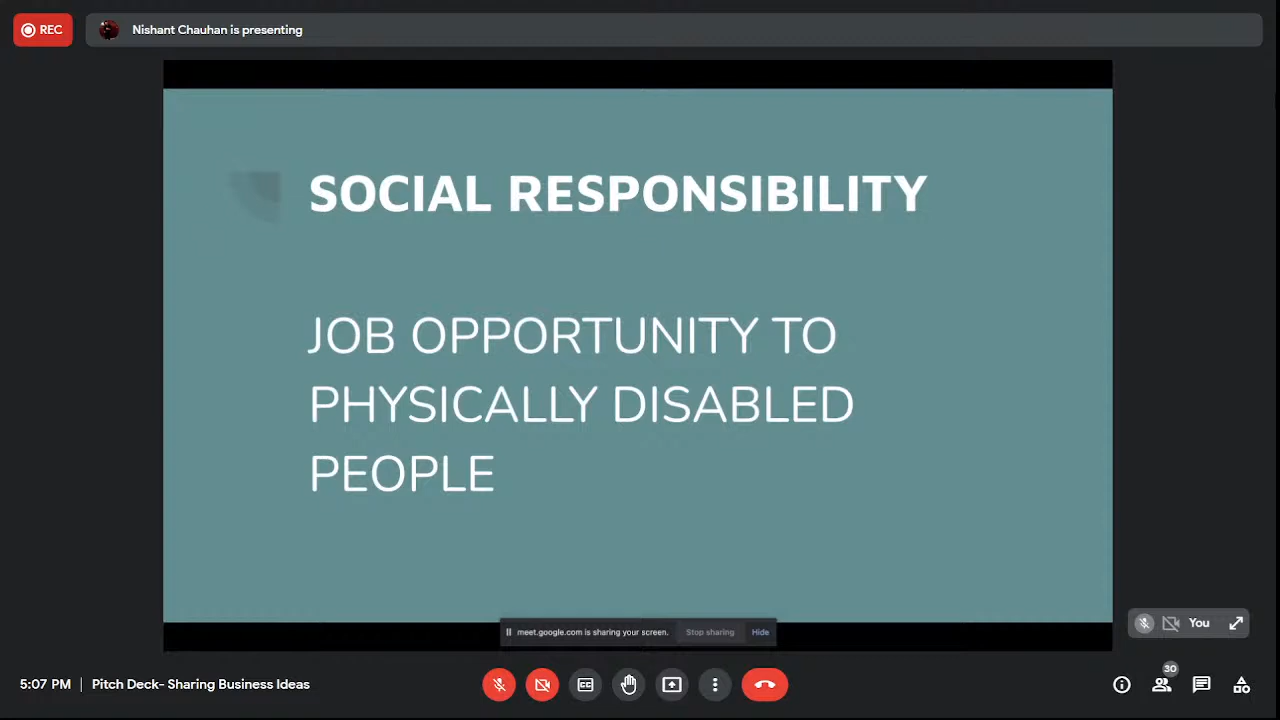 REC
Nishant Chauhan is presenting
SOCIAL RESPONSIBILITY
JOB OPPORTUNITY TO
PHYSICALLY DISABLED
PEOPLE
meet.google.com is sharing your screen. Stop sharing Hide
You
30
5:07 PM | Pitch Deck- Sharing Business Ideas